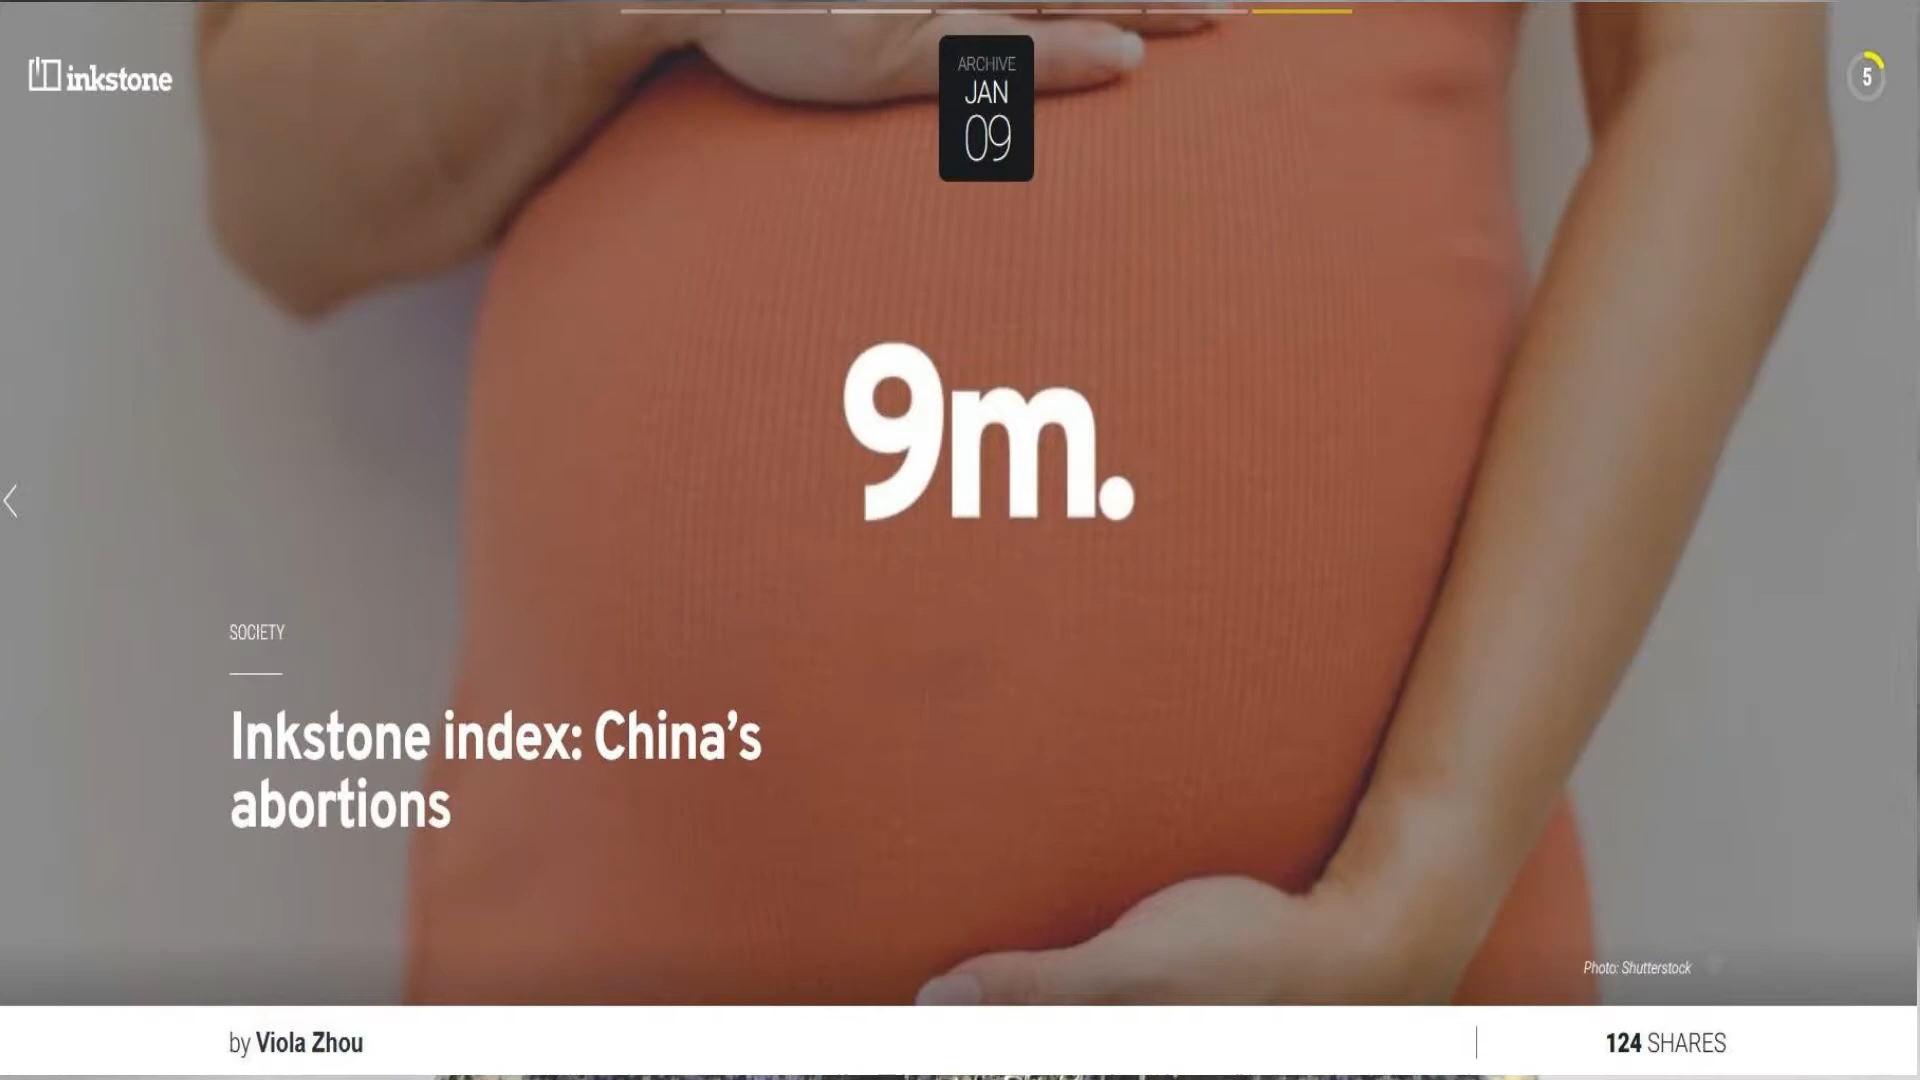 inkstone
ARCHIVE
JAN
09
5
9m.
SOCIETY
Inkstone index: China’s
abortions
Photo: Shutterstock
by Viola Zhou
124 SHARES